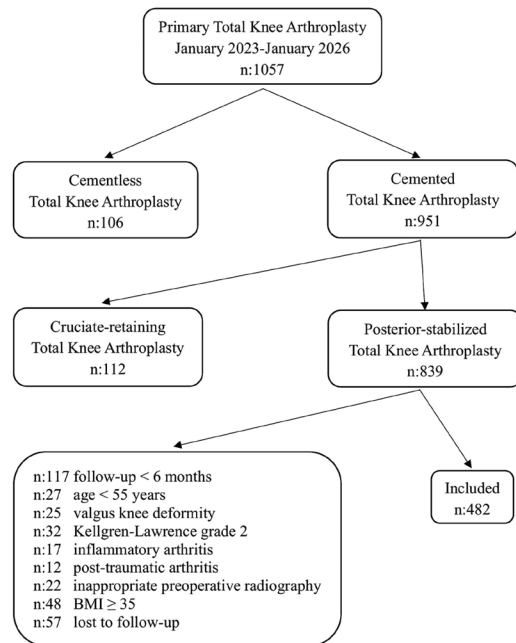 Primary Total Knee Arthroplasty
January 2023-January 2026
n:1057
Cementless
Total Knee Arthroplasty
n:106
Cemented
Total Knee Arthroplasty
n:951
Cruciate-retaining
Total Knee Arthroplasty
n:112
Posterior-stabilized
Total Knee Arthroplasty
n:839
n:117 follow-up < 6 months
n:27 age < 55 years
n:25 valgus knee deformity
n:32 Kellgren-Lawrence grade 2
n:17 inflammatory arthritis
n:12 post-traumatic arthritis
n:22 inappropriate preoperative radiography
n:48 BMI ≥ 35
n:57 lost to follow-up
Included
n:482